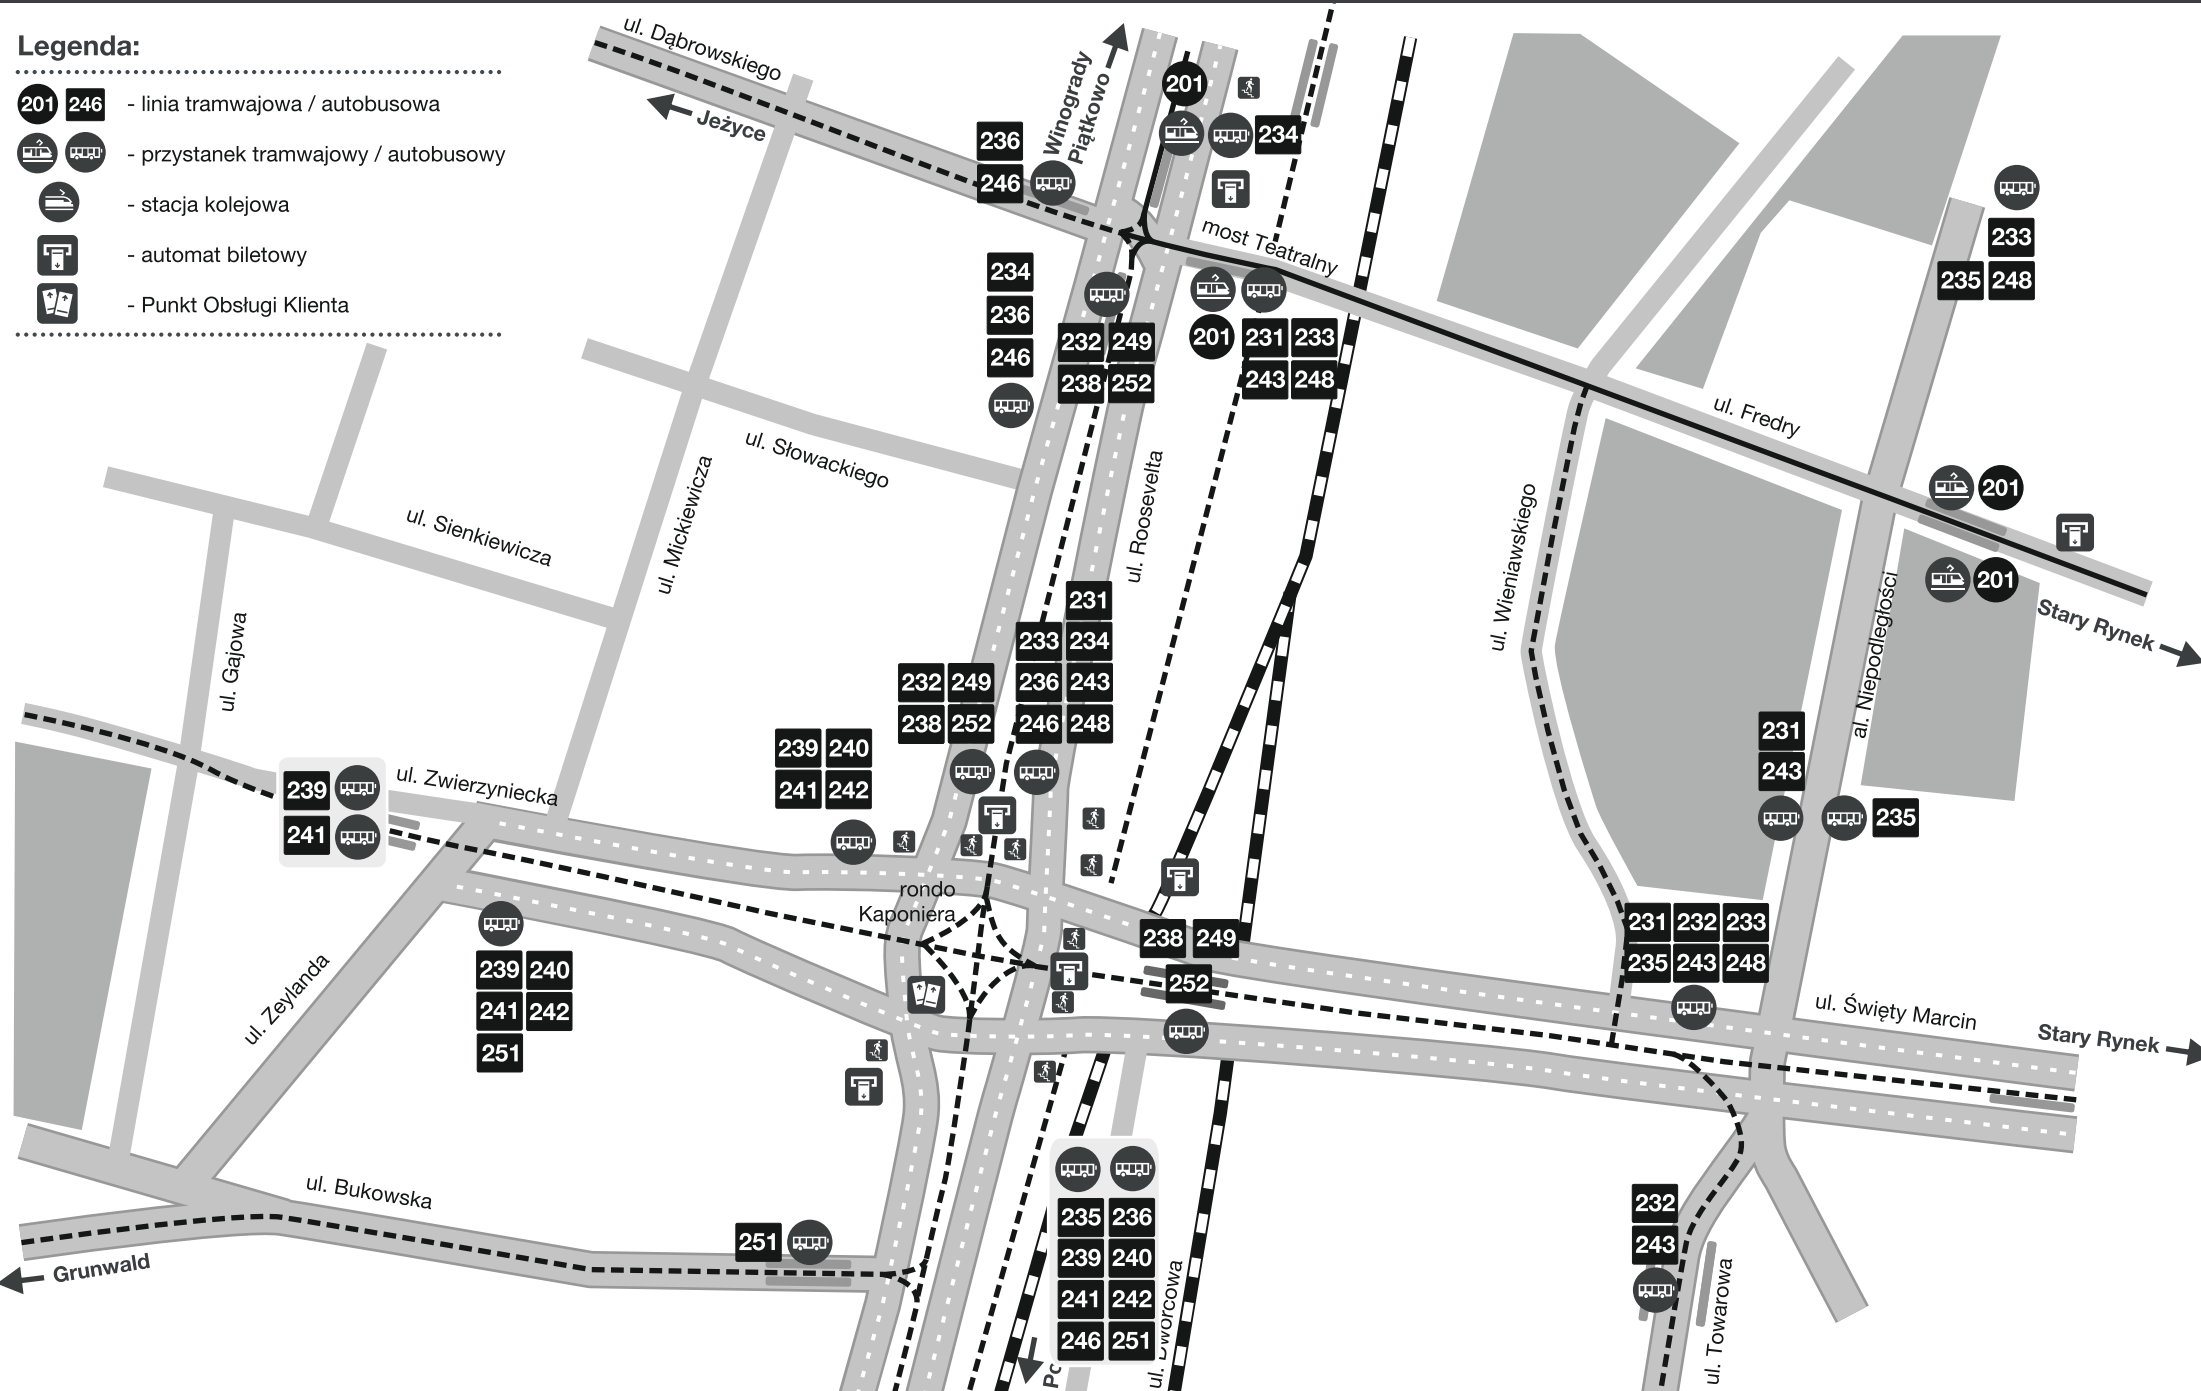 Legenda:
201 246 - linia tramwajowa / autobusowa
- przystanek tramwajowy / autobusowy
- stacja kolejowa
- automat biletowy
- Punkt Obsługi Klienta
ul. Dąbrowskiego
Jeżyce
Winogrady
Piątkowo
201
234
236
246
most Teatralny
234
236
246
232 249
238 252
201
231 233
243 248
233
235 248
ul. Fredry
201
201
Stary Rynek
ul. Słowackiego
ul. Mickiewicza
ul. Sienkiewicza
ul. Gajowa
ul. Roosevelta
ul. Wieniawskiego
al. Niepodległości
231
233 234
236 243
246 248
232 249
238 252
239 240
241 242
231
243
235
239
241
ul. Zwierzyniecka
rondo
Kaponiera
238 249
252
231 232 233
235 243 248
ul. Święty Marcin
Stary Rynek
239 240
241 242
251
ul. Zeylanda
ul. Bukowska
Grunwald
251
235 236
239 240
241 242
246 251
232
243
ul. Towarowa